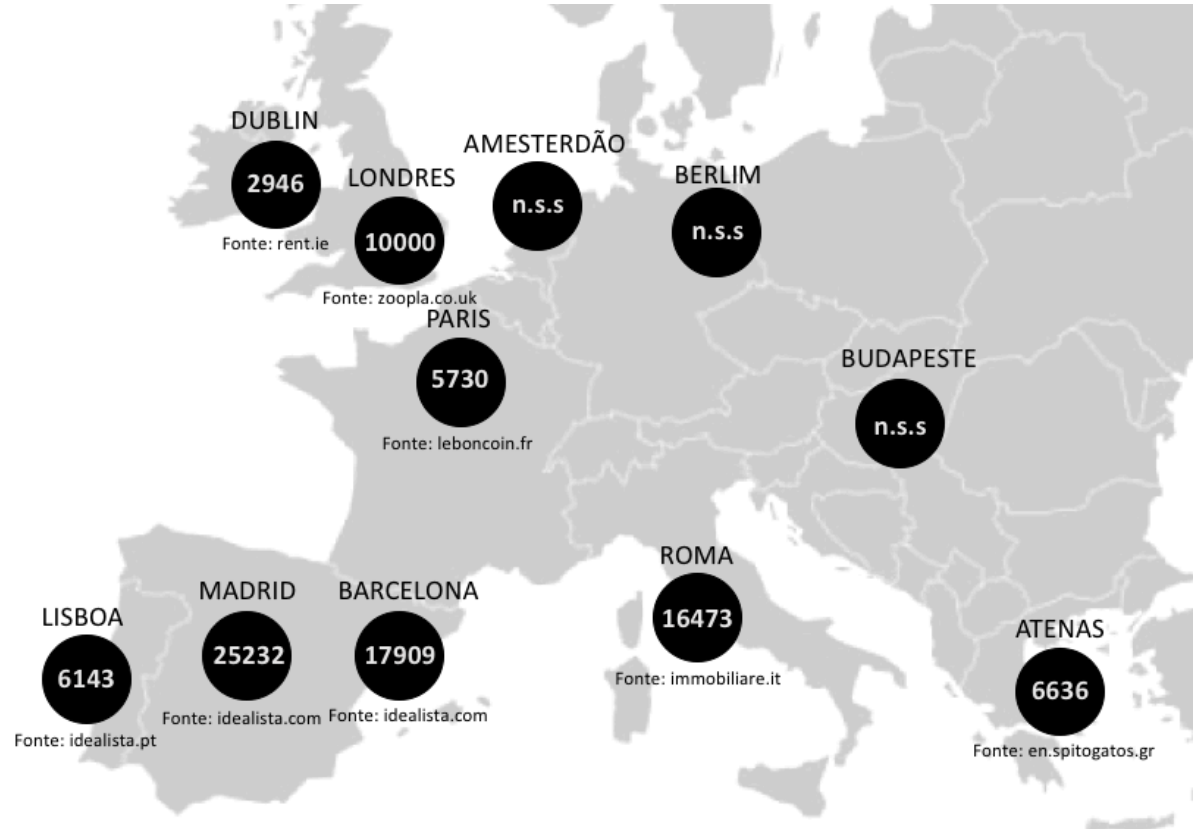 DUBLIN
2946
Fonte: rent.ie
LONDRES
10000
Fonte: zoopla.co.uk
AMESTERDÃO
n.s.s
BERLIM
n.s.s
PARIS
5730
Fonte: leboncoin.fr
BUDAPESTE
n.s.s
LISBOA
6143
Fonte: idealista.pt
MADRID
25232
Fonte: idealista.com
BARCELONA
17909
Fonte: idealista.com
ROMA
16473
Fonte: immobiliare.it
ATENAS
6636
Fonte: en.spitogatos.gr